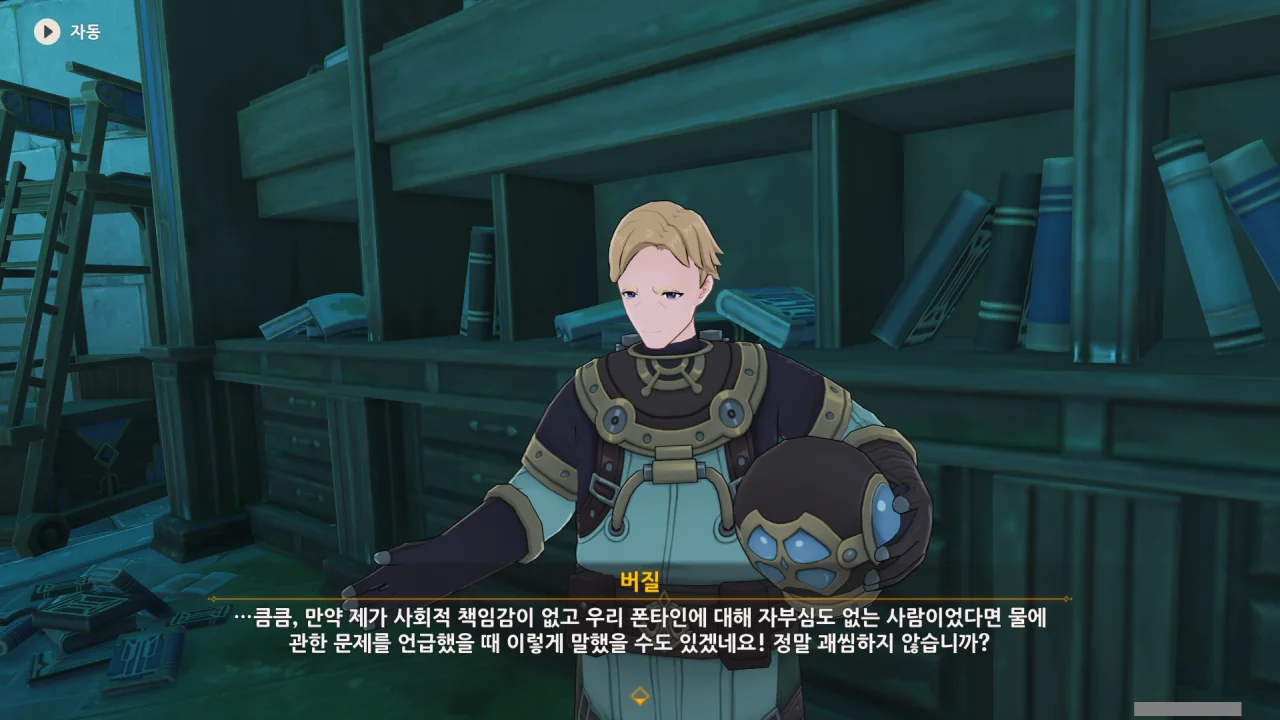 자동
버질
…큼큼, 만약 제가 사회적 책임감이 없고 우리 폰타인에 대해 자부심도 없는 사람이었다면 물에
관한 문제를 언급했을 때 이렇게 말했을 수도 있겠네요! 정말 괘씸하지 않습니까?